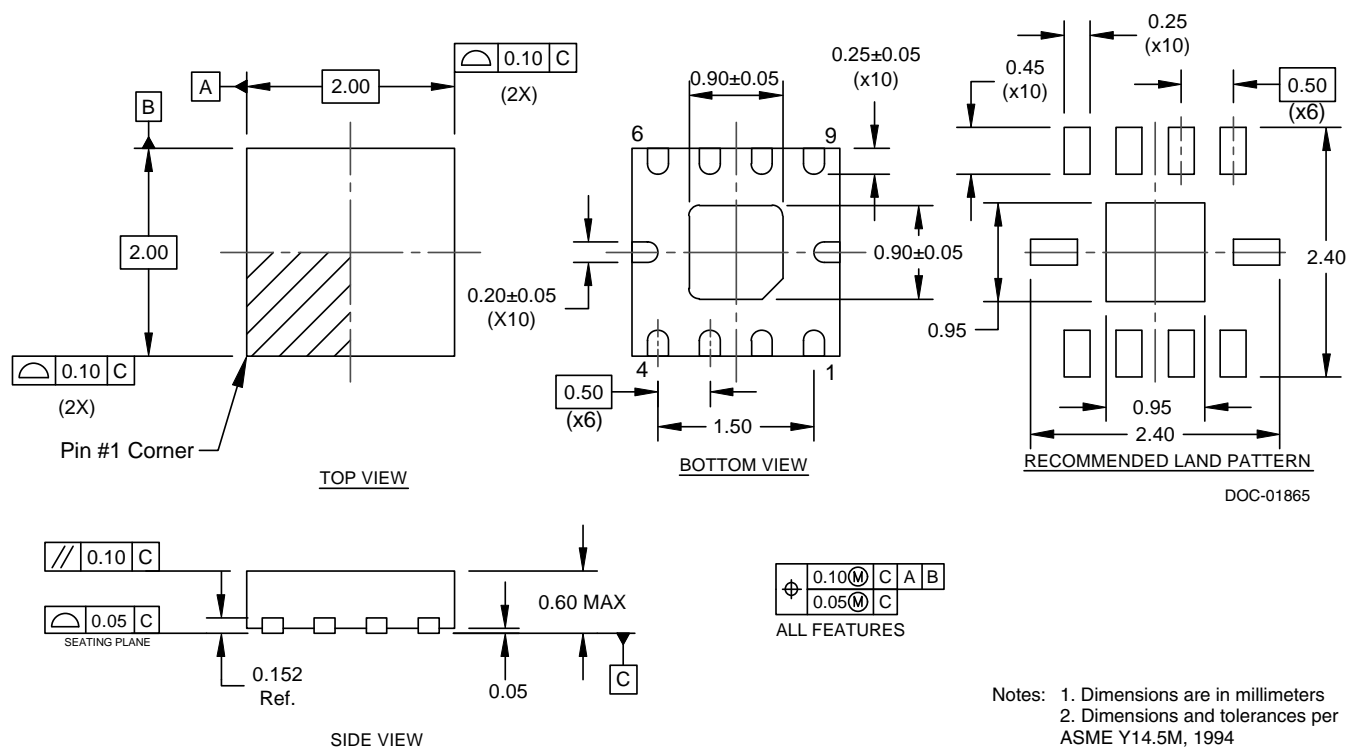 A
2.00
0.10 C
(2X)
B
2.00
0.10 C
(2X)
Pin #1 Corner
TOP VIEW
0.90±0.05
0.25±0.05
(x10)
6
9
0.90±0.05
0.20±0.05
(X10)
4
1
0.50
(x6)
1.50
BOTTOM VIEW
0.25
(x10)
0.45
(x10)
0.50
(x6)
2.40
0.95
0.95
2.40
RECOMMENDED LAND PATTERN
DOC-01865
// 0.10 C
0.05 C
SEATING PLANE
0.152
Ref.
0.60 MAX
0.05
C
SIDE VIEW
0.10Ⓜ C A B
0.05Ⓜ C
ALL FEATURES
Notes: 1. Dimensions are in millimeters
2. Dimensions and tolerances per
ASME Y14.5M, 1994